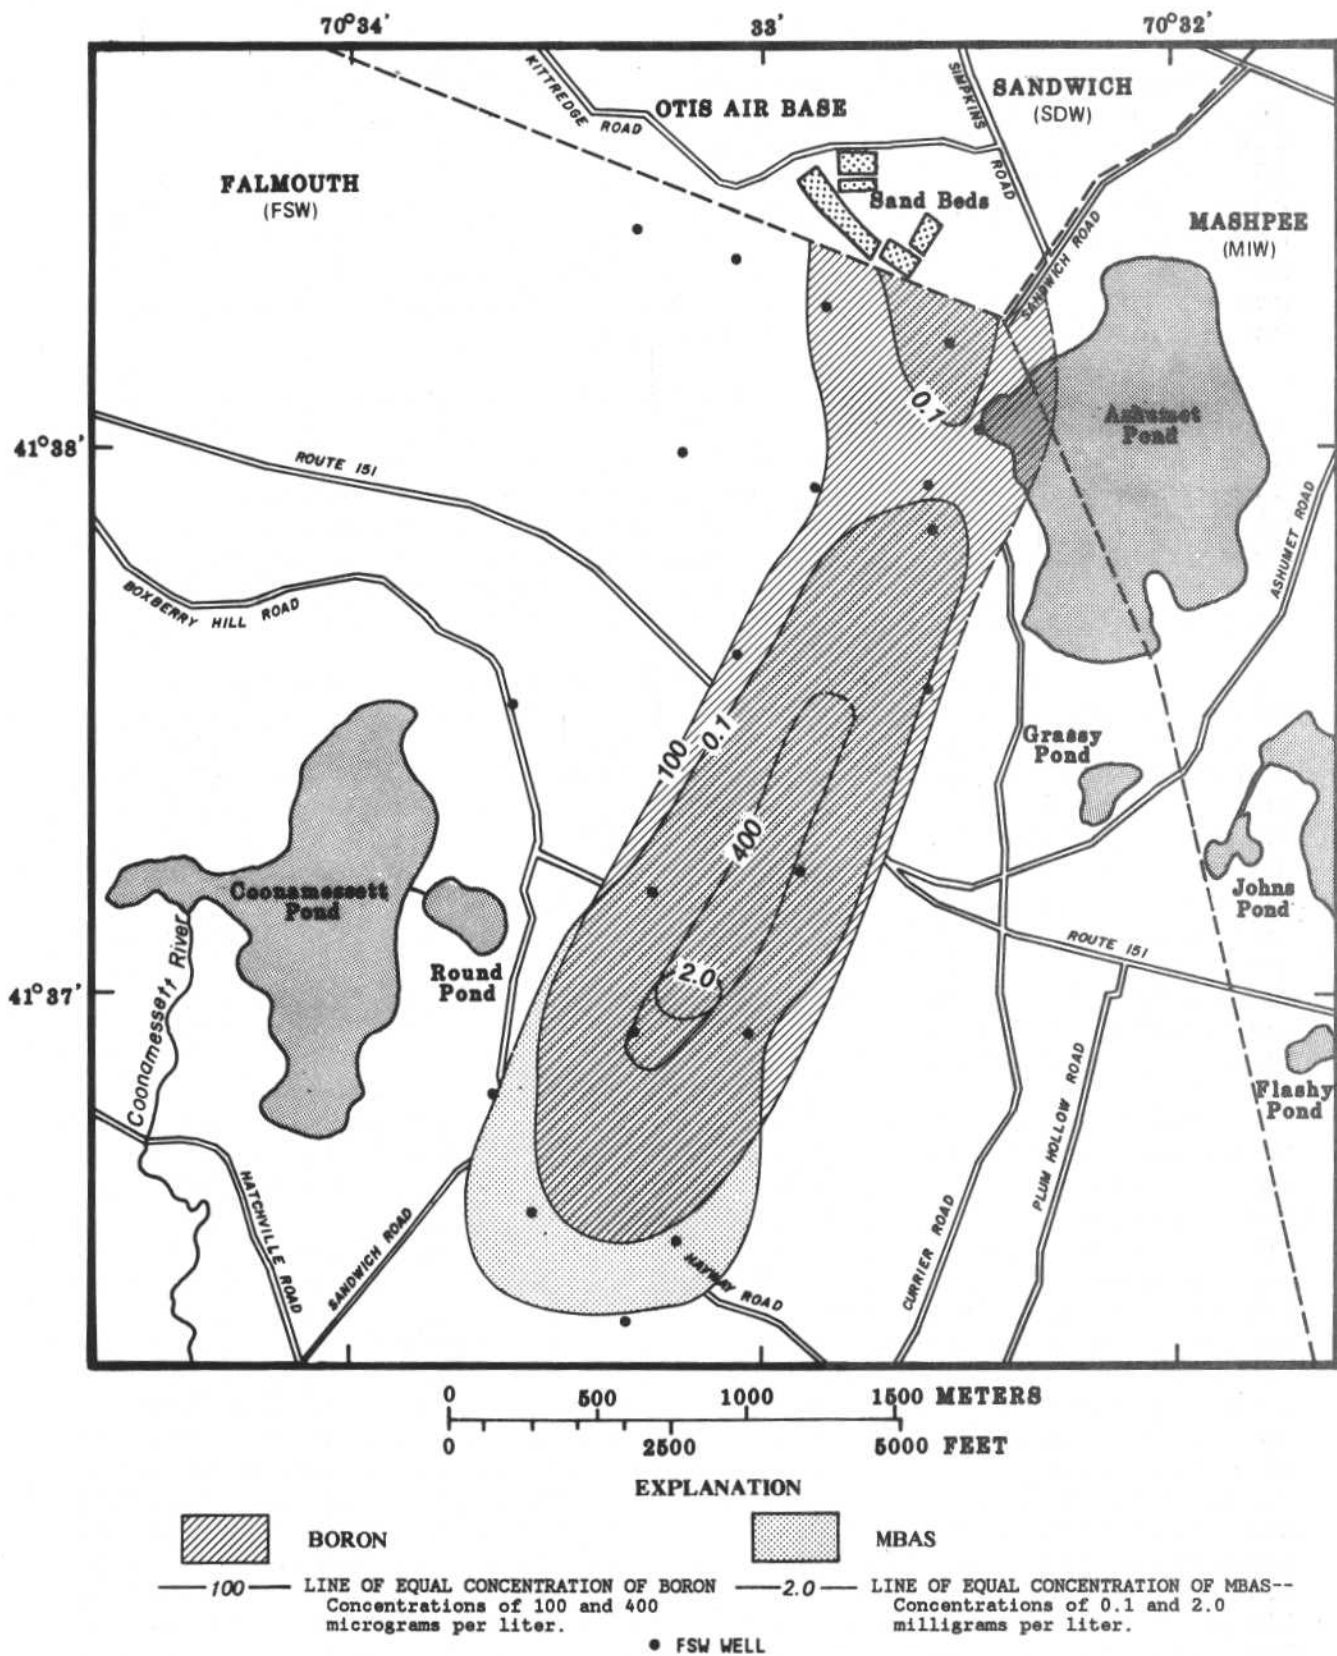 70°34'
33'
70°32'
KITTREDGE ROAD
OTIS AIR BASE
SIMPKINS ROAD
SANDWICH
(SDW)
FALMOUTH
(FSW)
Sand Beds
SANDWICH ROAD
MASHPEE
(MIW)
0.1
Ashumet
Pond
41°38'
ROUTE 151
ASHUMET ROAD
BOXBERRY HILL ROAD
100
0.1
Grassy
Pond
400
Coonamessett
Pond
Johns
Pond
Round
Pond
ROUTE 151
2.0
41°37'
Coonamessett River
PLUM HOLLOW ROAD
Flashy
Pond
HATCHVILLE ROAD
SANDWICH ROAD
HAYWAY ROAD
CURRIER ROAD
0 500 1000 1500 METERS
0 2500 5000 FEET
EXPLANATION
BORON
MBAS
100 LINE OF EQUAL CONCENTRATION OF BORON
Concentrations of 100 and 400
micrograms per liter.
2.0 LINE OF EQUAL CONCENTRATION OF MBAS--
Concentrations of 0.1 and 2.0
milligrams per liter.
FSW WELL